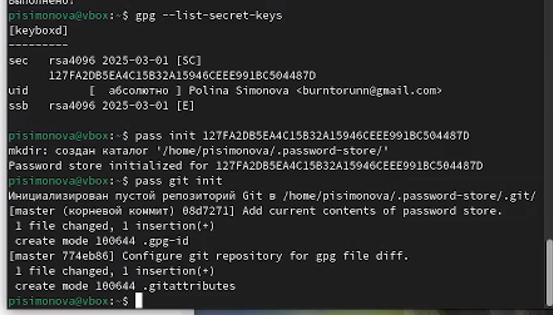 Выполнено!
pisimonova@vbox:~$ gpg --list-secret-keys
[keyboxd]
---------
sec   rsa4096 2025-03-01 [SC]
      127FA2DB5EA4C15B32A15946CEEE991BC504487D
uid         [  абсолютно ] Polina Simonova <burntorunn@gmail.com>
ssb   rsa4096 2025-03-01 [E]
pisimonova@vbox:~$ pass init 127FA2DB5EA4C15B32A15946CEEE991BC504487D
mkdir: создан каталог '/home/pisimonova/.password-store/'
Password store initialized for 127FA2DB5EA4C15B32A15946CEEE991BC504487D
pisimonova@vbox:~$ pass git init
Инициализирован пустой репозиторий Git в /home/pisimonova/.password-store/.git/
[master (корневой коммит) 08d7271] Add current contents of password store.
 1 file changed, 1 insertion(+)
 create mode 100644 .gpg-id
[master 774eb86] Configure git repository for gpg file diff.
 1 file changed, 1 insertion(+)
 create mode 100644 .gitattributes
pisimonova@vbox:~$